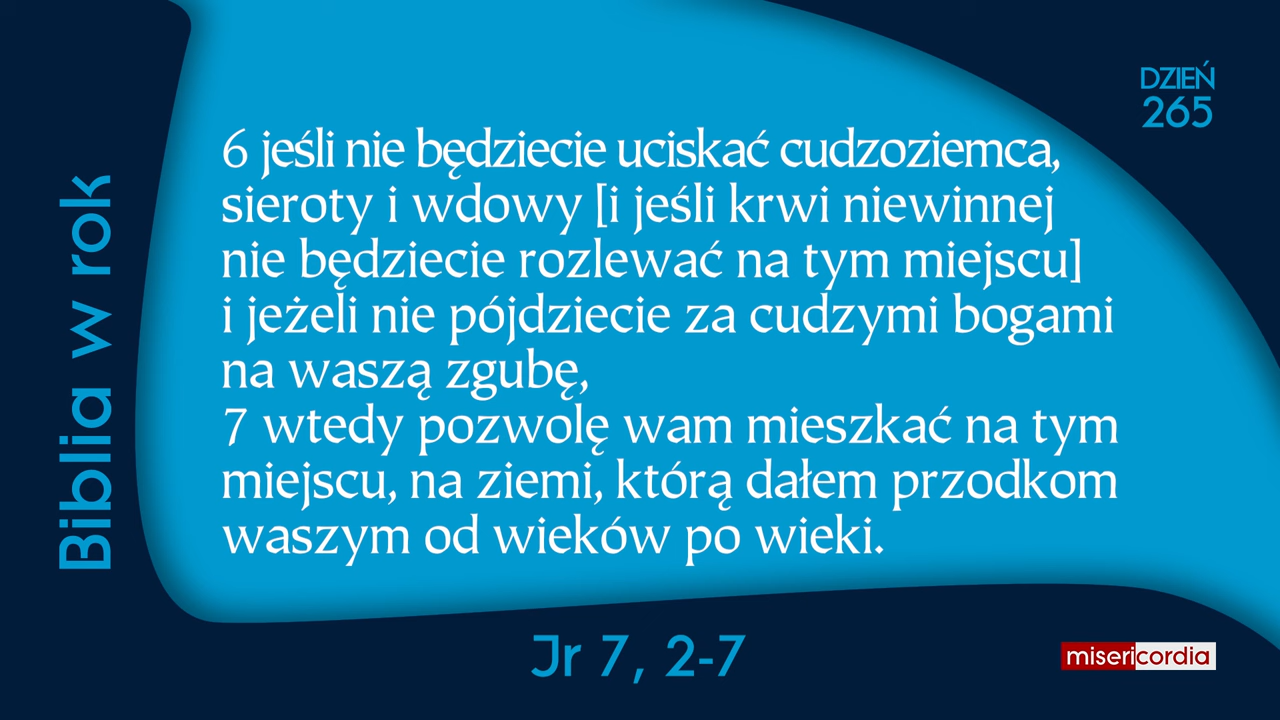 DZIEŃ
265
6 jeśli nie będziecie uciskać cudzoziemca,
sieroty i wdowy [i jeśli krwi niewinnej
nie będziecie rozlewać na tym miejscu]
i jeżeli nie pójdziecie za cudzymi bogami
na waszą zgubę,
7 wtedy pozwolę wam mieszkać na tym
miejscu, na ziemi, którą dałem przodkom
waszym od wieków po wieki.
Biblia w rok
Jr 7, 2-7
misericordia